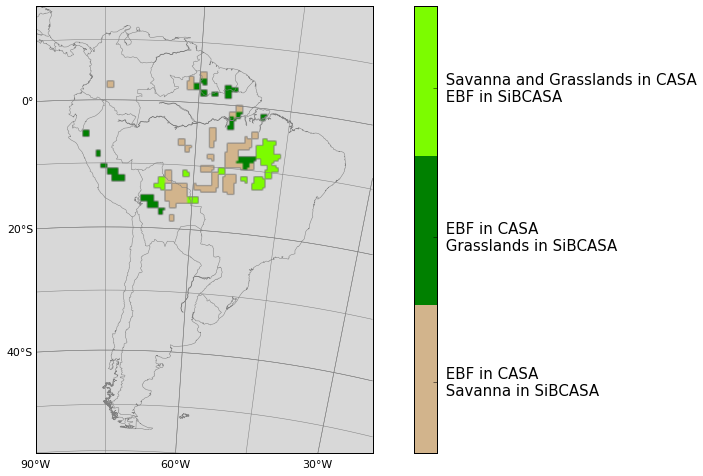 Savanna and Grasslands in CASA
EBF in SiBCASA
0°
EBF in CASA
Grasslands in SiBCASA
20°S
40°S
EBF in CASA
Savanna in SiBCASA
90°W
60°W
30°W